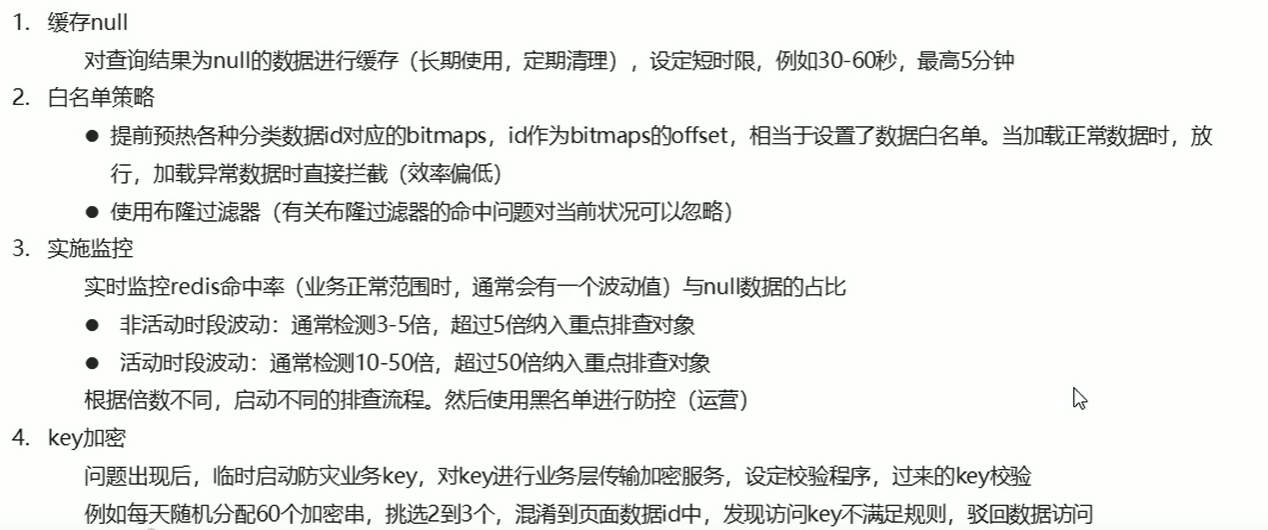 1. 缓存null
对查询结果为null的数据进行缓存（长期使用，定期清理），设定短时限，例如30-60秒，最高5分钟
2. 白名单策略
● 提前预热各种分类数据id对应的bitmaps，id作为bitmaps的offset，相当于设置了数据白名单。当加载正常数据时，放
行，加载异常数据时直接拦截（效率偏低）
● 使用布隆过滤器（有关布隆过滤器的命中问题对当前状况可以忽略）
3. 实施监控
实时监控redis命中率（业务正常范围时，通常会有一个波动值）与null数据的占比
● 非活动时段波动：通常检测3-5倍，超过5倍纳入重点排查对象
● 活动时段波动：通常检测10-50倍，超过50倍纳入重点排查对象
根据倍数不同，启动不同的排查流程。然后使用黑名单进行防控（运营）
4. key加密
问题出现后，临时启动防灾业务key，对key进行业务层传输加密服务，设定校验程序，过来的key校验
例如每天随机分配60个加密串，挑选2到3个，混淆到页面数据id中，发现访问key不满足规则，驳回数据访问